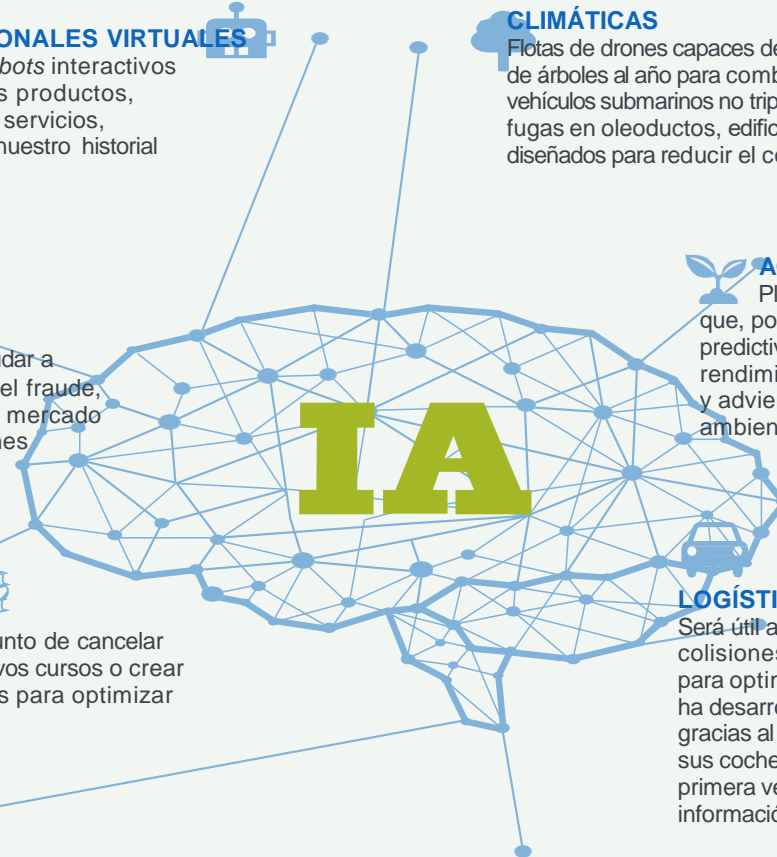 ONALES VIRTUALES
bots interactivos
s productos,
servicios,
nuestro historial
CLIMÁTICAS
Flotas de drones capaces de
de árboles al año para comb
vehículos submarinos no trip
fugas en oleoductos, edific
diseñados para reducir el co
udar a
el fraude,
mercado
nes
Pl
que, po
predictiv
rendimi
y advie
ambien
IA
unto de cancelar
vos cursos o crear
s para optimizar
LOGÍSTI
Será útil a
colisiones
para optin
ha desarre
gracias al
sus coche
primera ve
informació